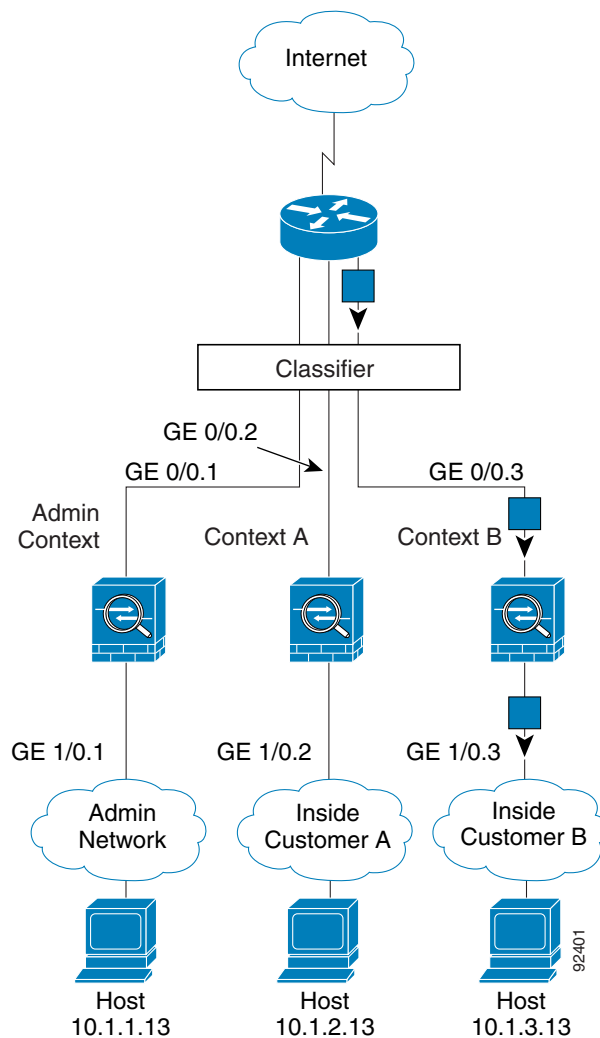 Internet
Classifier
GE 0/0.2
GE 0/0.1
GE 0/0.3
Admin
Context
Context A
Context B
GE 1/0.1
GE 1/0.2
GE 1/0.3
Admin
Network
Inside
Customer A
Inside
Customer B
92401
Host
10.1.1.13
Host
10.1.2.13
Host
10.1.3.13